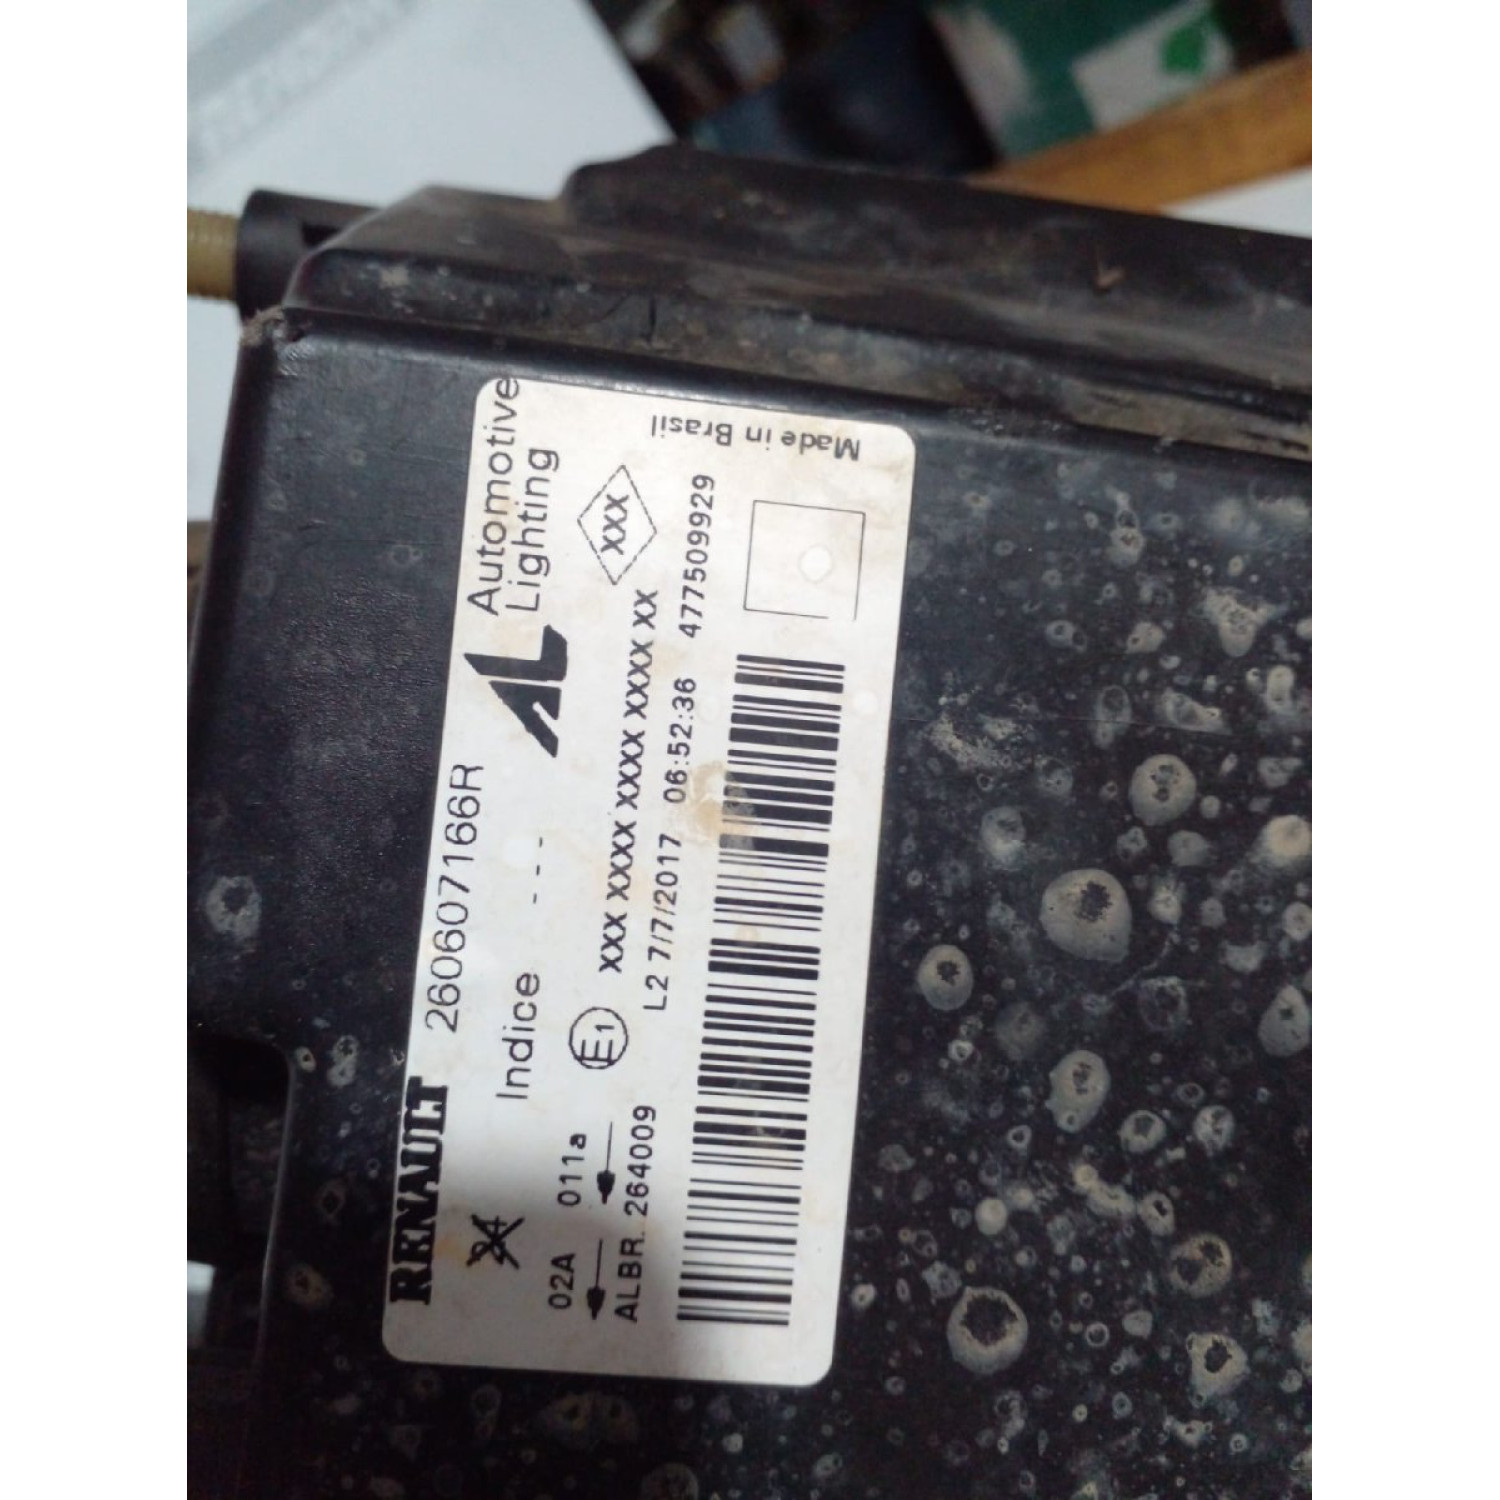 RENAULT 260607166R
Indice - - -
AL Automotive
Lighting
02A 011a E1 XXX XXXX XXXX XXXX XX XXX
ALBR. 264009 L2 7/7/2017 06:52:36 477509929
Made in Brasil